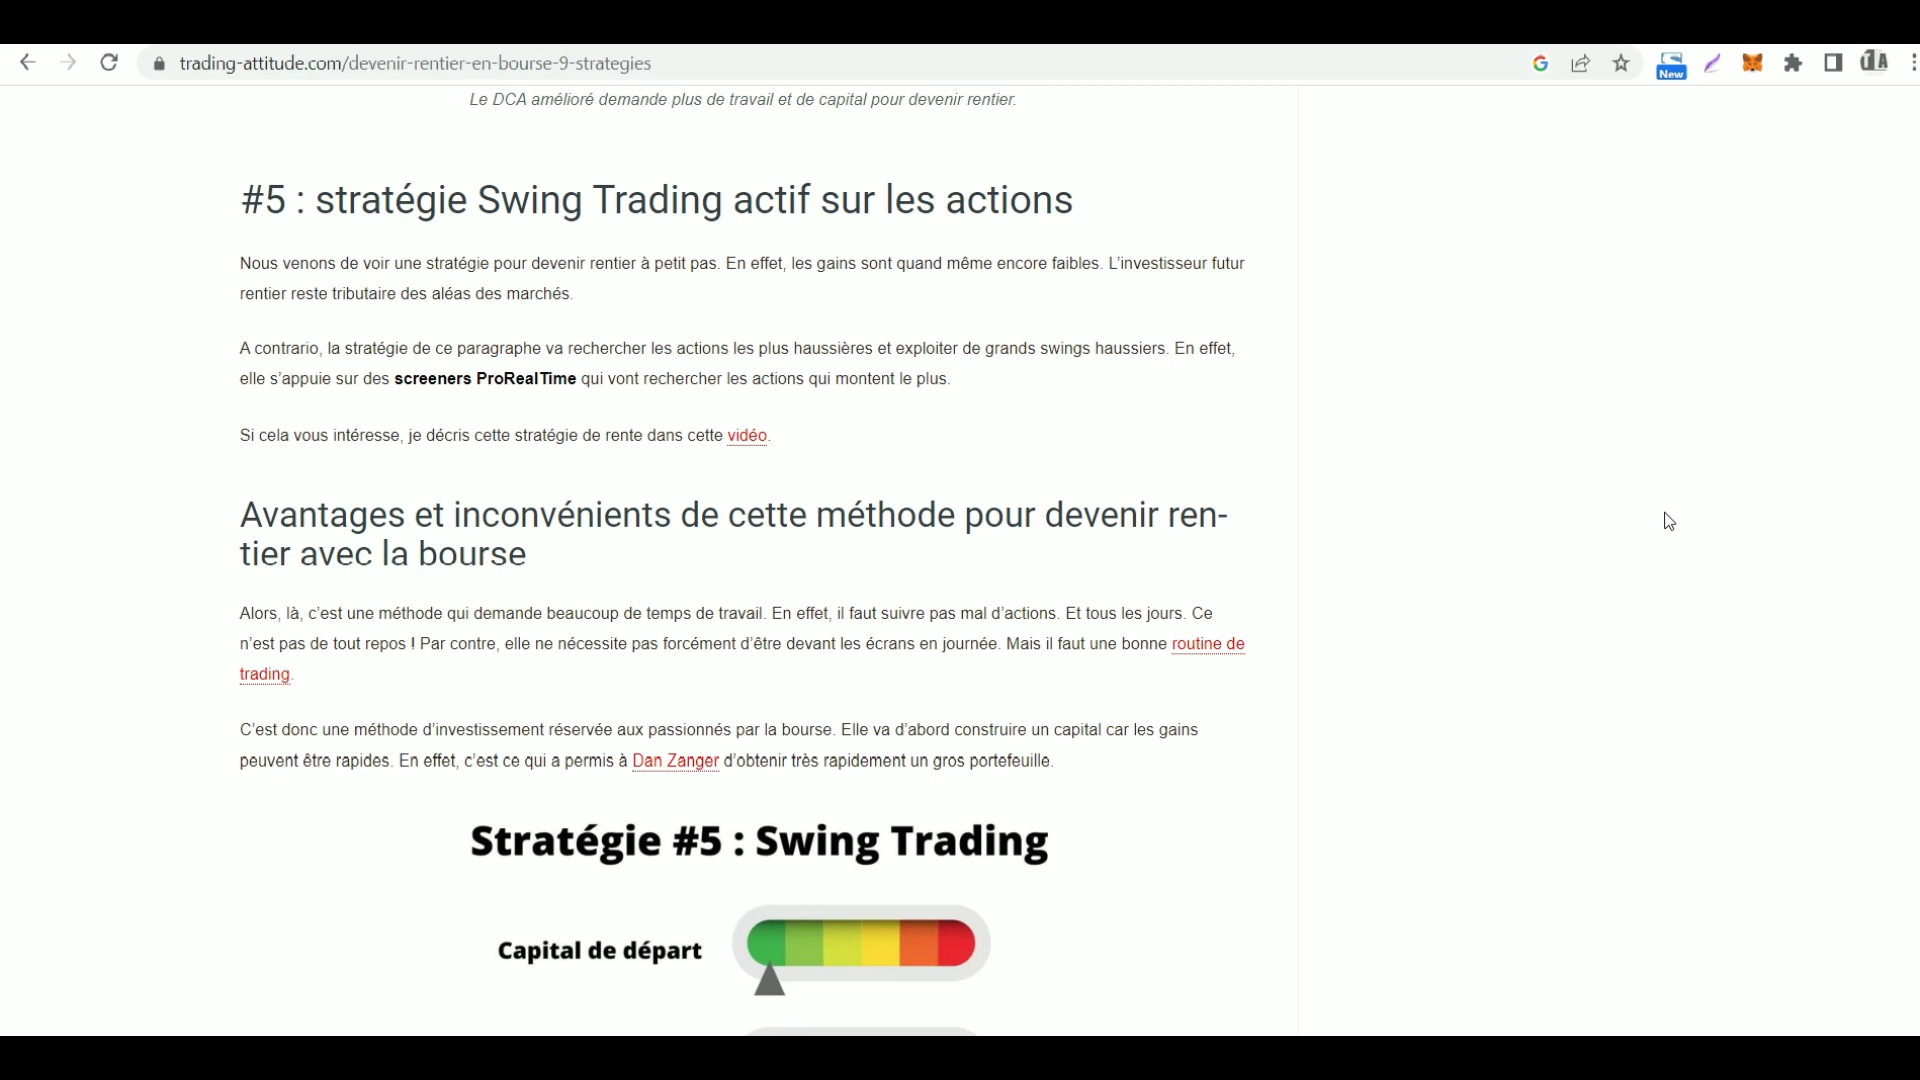 trading-attitude.com/devenir-rentier-en-bourse-9-strategies
New
Le DCA amélioré demande plus de travail et de capital pour devenir rentier.
#5 : stratégie Swing Trading actif sur les actions
Nous venons de voir une stratégie pour devenir rentier à petit pas. En effet, les gains sont quand même encore faibles. L’investisseur futur
rentier reste tributaire des aléas des marchés.
A contrario, la stratégie de ce paragraphe va rechercher les actions les plus haussières et exploiter de grands swings haussiers. En effet,
elle s’appuie sur des screeners ProRealTime qui vont rechercher les actions qui montent le plus.
Si cela vous intéresse, je décris cette stratégie de rente dans cette vidéo.
Avantages et inconvénients de cette méthode pour devenir ren-
tier avec la bourse
Alors, là, c’est une méthode qui demande beaucoup de temps de travail. En effet, il faut suivre pas mal d’actions. Et tous les jours. Ce
n’est pas de tout repos ! Par contre, elle ne nécessite pas forcément d’être devant les écrans en journée. Mais il faut une bonne routine de
trading.
C’est donc une méthode d’investissement réservée aux passionnés par la bourse. Elle va d’abord construire un capital car les gains
peuvent être rapides. En effet, c’est ce qui a permis à Dan Zanger d’obtenir très rapidement un gros portefeuille.
Stratégie #5 : Swing Trading
Capital de départ